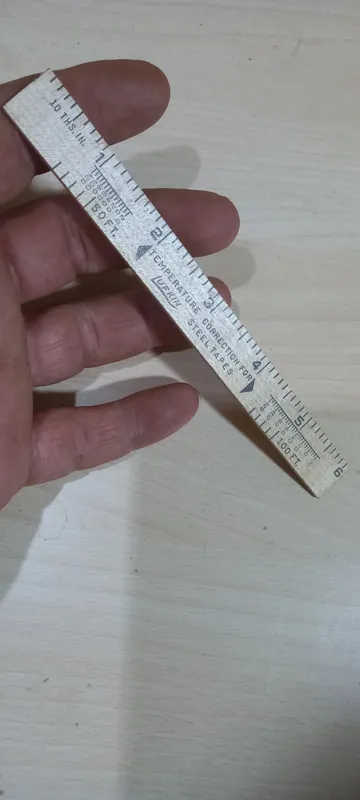 10 THS. IN.
1 2 3 4 5 6
50 FT.
TEMPERATURE CORRECTION FOR
LUFKIN STEEL TAPES
100 FT.